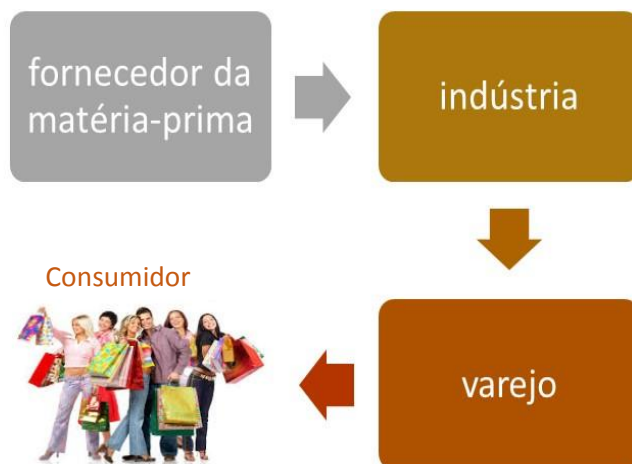 fornecedor da
matéria-prima
indústria
varejo
Consumidor